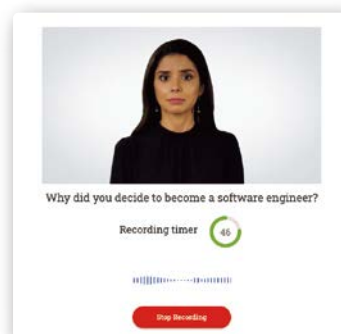 Why did you decide to become a software engineer?
Recording timer 46
Stop Recording